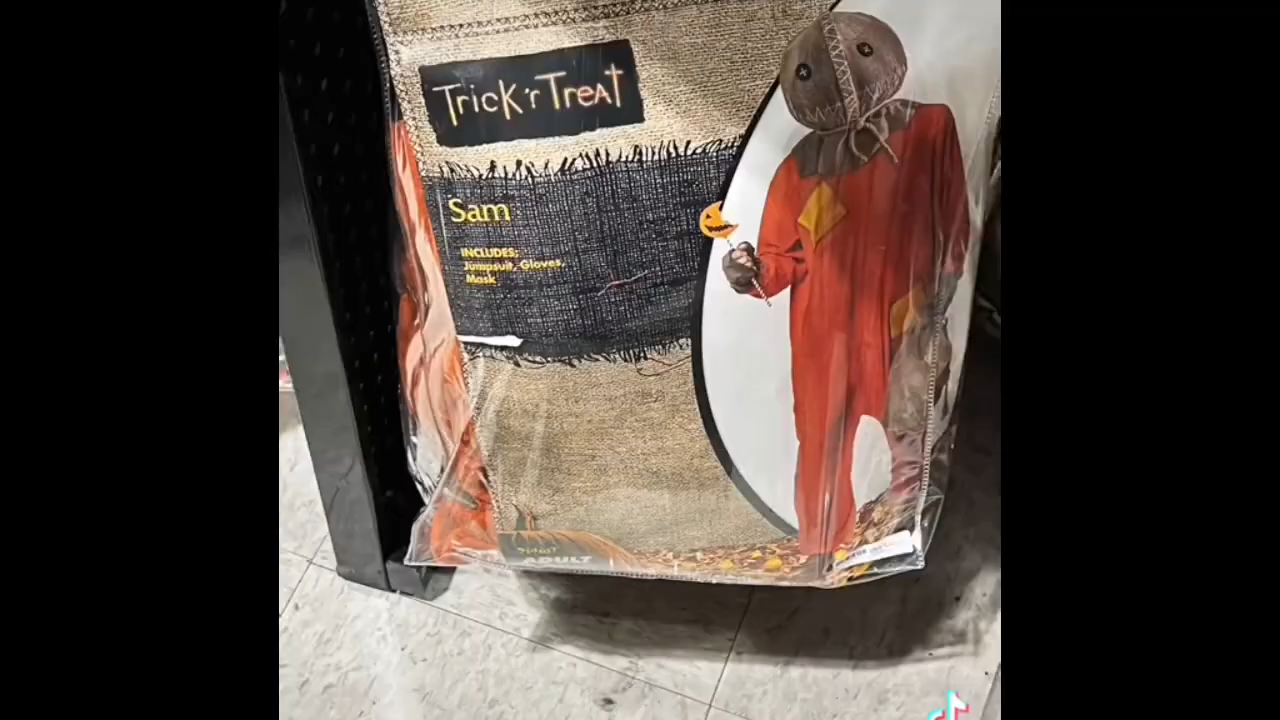 Trick 'r Treat
Sam
INCLUDES:
Jumpsuit, Gloves,
Mask
ADULT